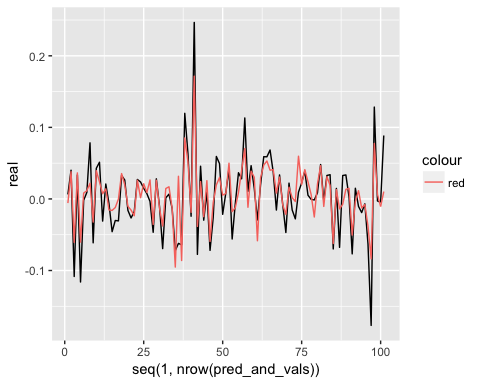 0.2
0.1
0.0
-0.1
real
0
25
50
75
100
seq(1, nrow(pred_and_vals))
colour
red